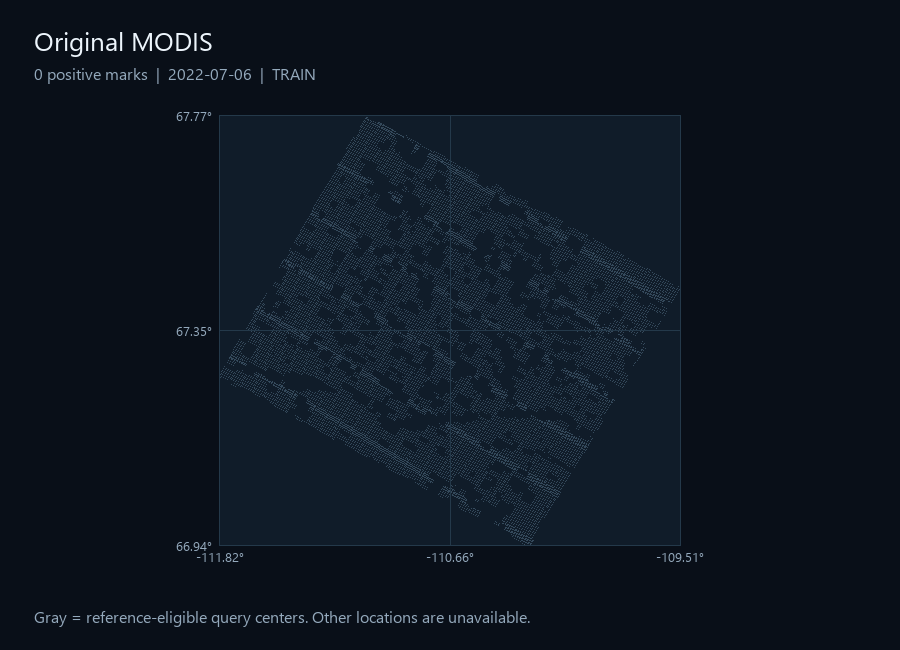 Original MODIS
0 positive marks | 2022-07-06 | TRAIN
67.77°
67.35°
66.94°
-111.82° -110.66° -109.51°
Gray = reference-eligible query centers. Other locations are unavailable.